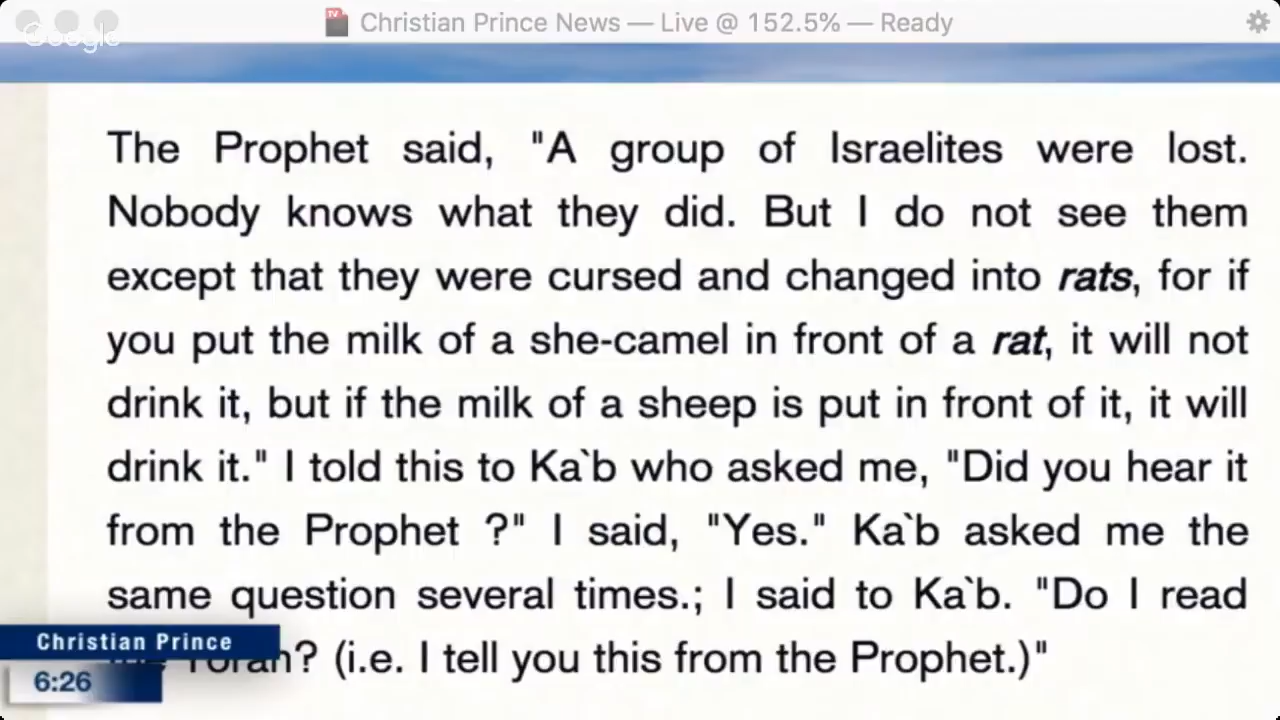 Christian Prince News — Live @ 152.5% — Ready
Google
The Prophet said, "A group of Israelites were lost.
Nobody knows what they did. But I do not see them
except that they were cursed and changed into rats, for if
you put the milk of a she-camel in front of a rat, it will not
drink it, but if the milk of a sheep is put in front of it, it will
drink it." I told this to Ka`b who asked me, "Did you hear it
from the Prophet ?" I said, "Yes." Ka`b asked me the
same question several times.; I said to Ka`b. "Do I read
Torah? (i.e. I tell you this from the Prophet.)"
Christian Prince
6:26